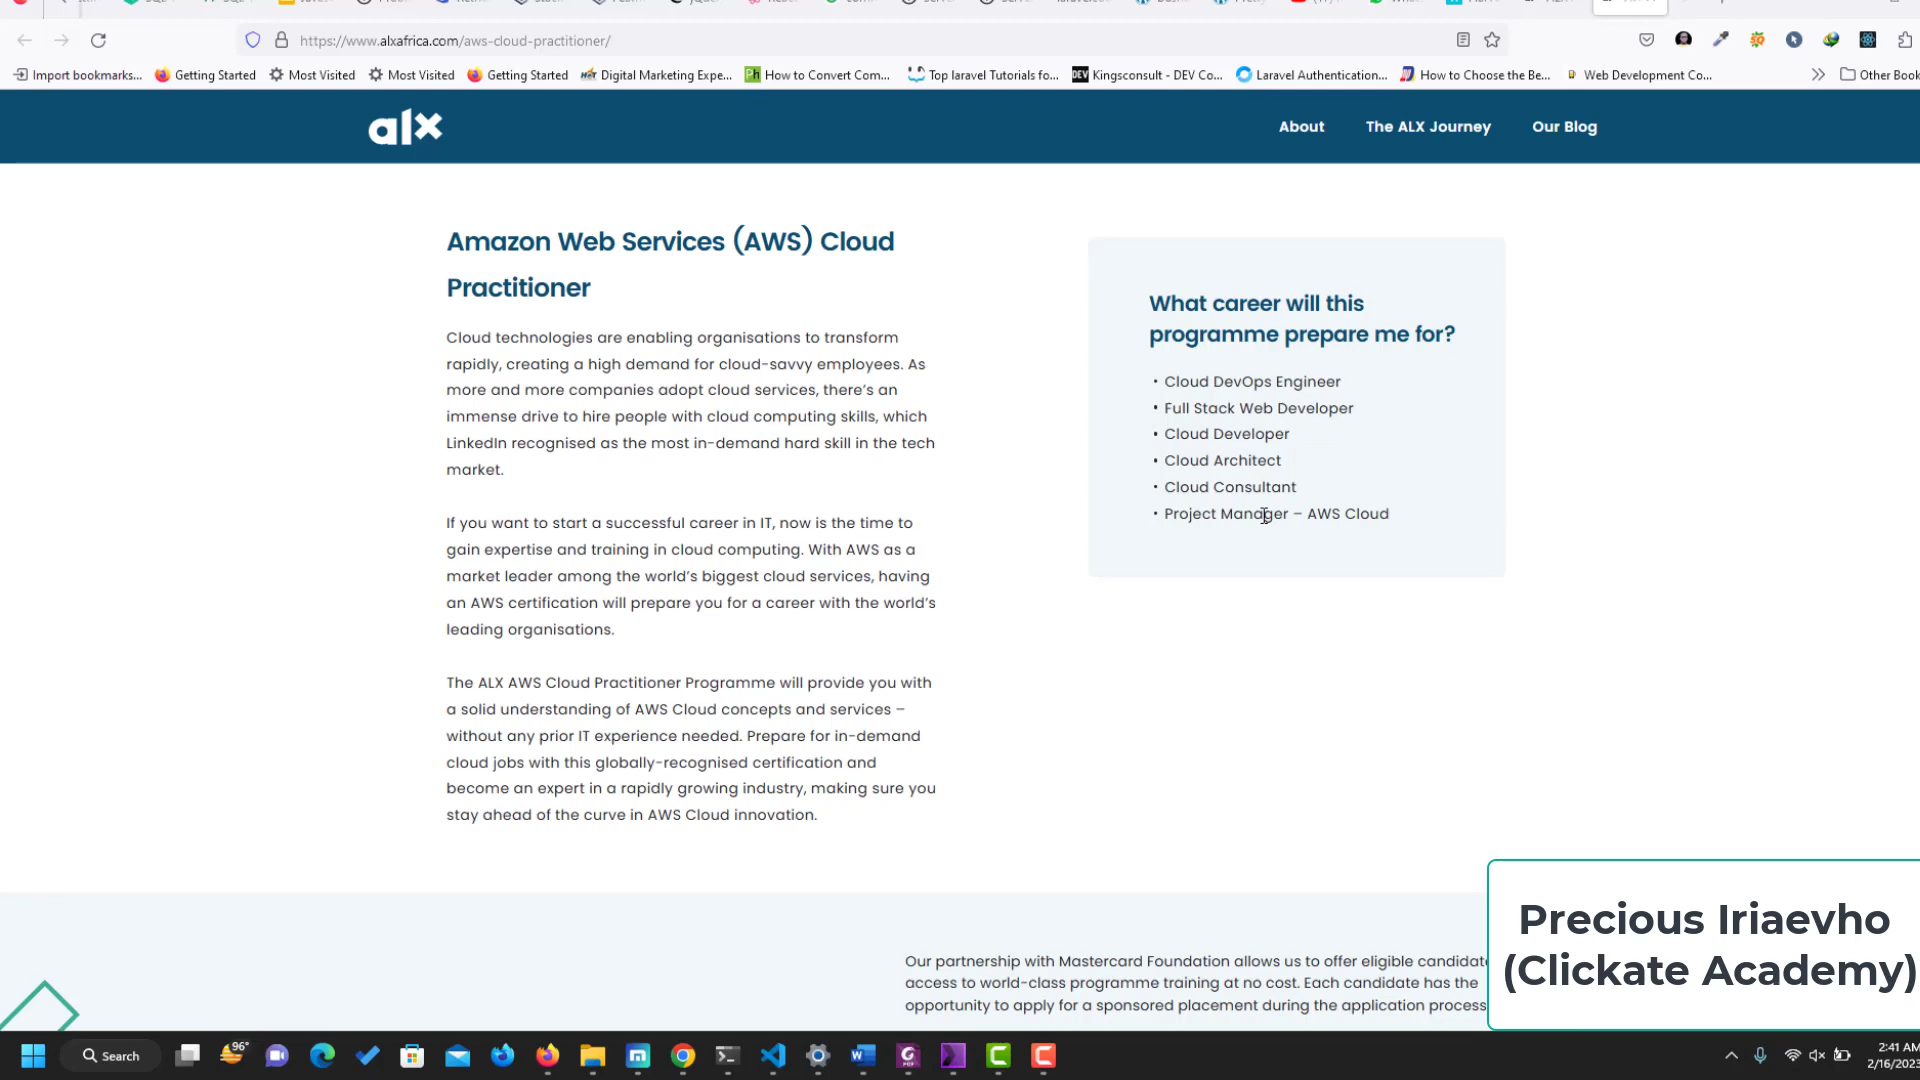 https://www.alxafrica.com/aws-cloud-practitioner/
Import bookmarks... Getting Started Most Visited Most Visited Getting Started Digital Marketing Expe... How to Convert Com... Top laravel Tutorials fo... Kingsconsult - DEV Co... Laravel Authentication... How to Choose the Be... Web Development Co... Other Book
alx About The ALX Journey Our Blog
Amazon Web Services (AWS) Cloud
Practitioner
Cloud technologies are enabling organisations to transform
rapidly, creating a high demand for cloud-savvy employees. As
more and more companies adopt cloud services, there's an
immense drive to hire people with cloud computing skills, which
LinkedIn recognised as the most in-demand hard skill in the tech
market.
If you want to start a successful career in IT, now is the time to
gain expertise and training in cloud computing. With AWS as a
market leader among the world's biggest cloud services, having
an AWS certification will prepare you for a career with the world's
leading organisations.
The ALX AWS Cloud Practitioner Programme will provide you with
a solid understanding of AWS Cloud concepts and services –
without any prior IT experience needed. Prepare for in-demand
cloud jobs with this globally-recognised certification and
become an expert in a rapidly growing industry, making sure you
stay ahead of the curve in AWS Cloud innovation.
What career will this
programme prepare me for?
• Cloud DevOps Engineer
• Full Stack Web Developer
• Cloud Developer
• Cloud Architect
• Cloud Consultant
• Project Manager – AWS Cloud
Our partnership with Mastercard Foundation allows us to offer eligible candidat
access to world-class programme training at no cost. Each candidate has the
opportunity to apply for a sponsored placement during the application process
Precious Iriaevho
(Clickate Academy)
Search
96°
2:41 AM
2/16/2023